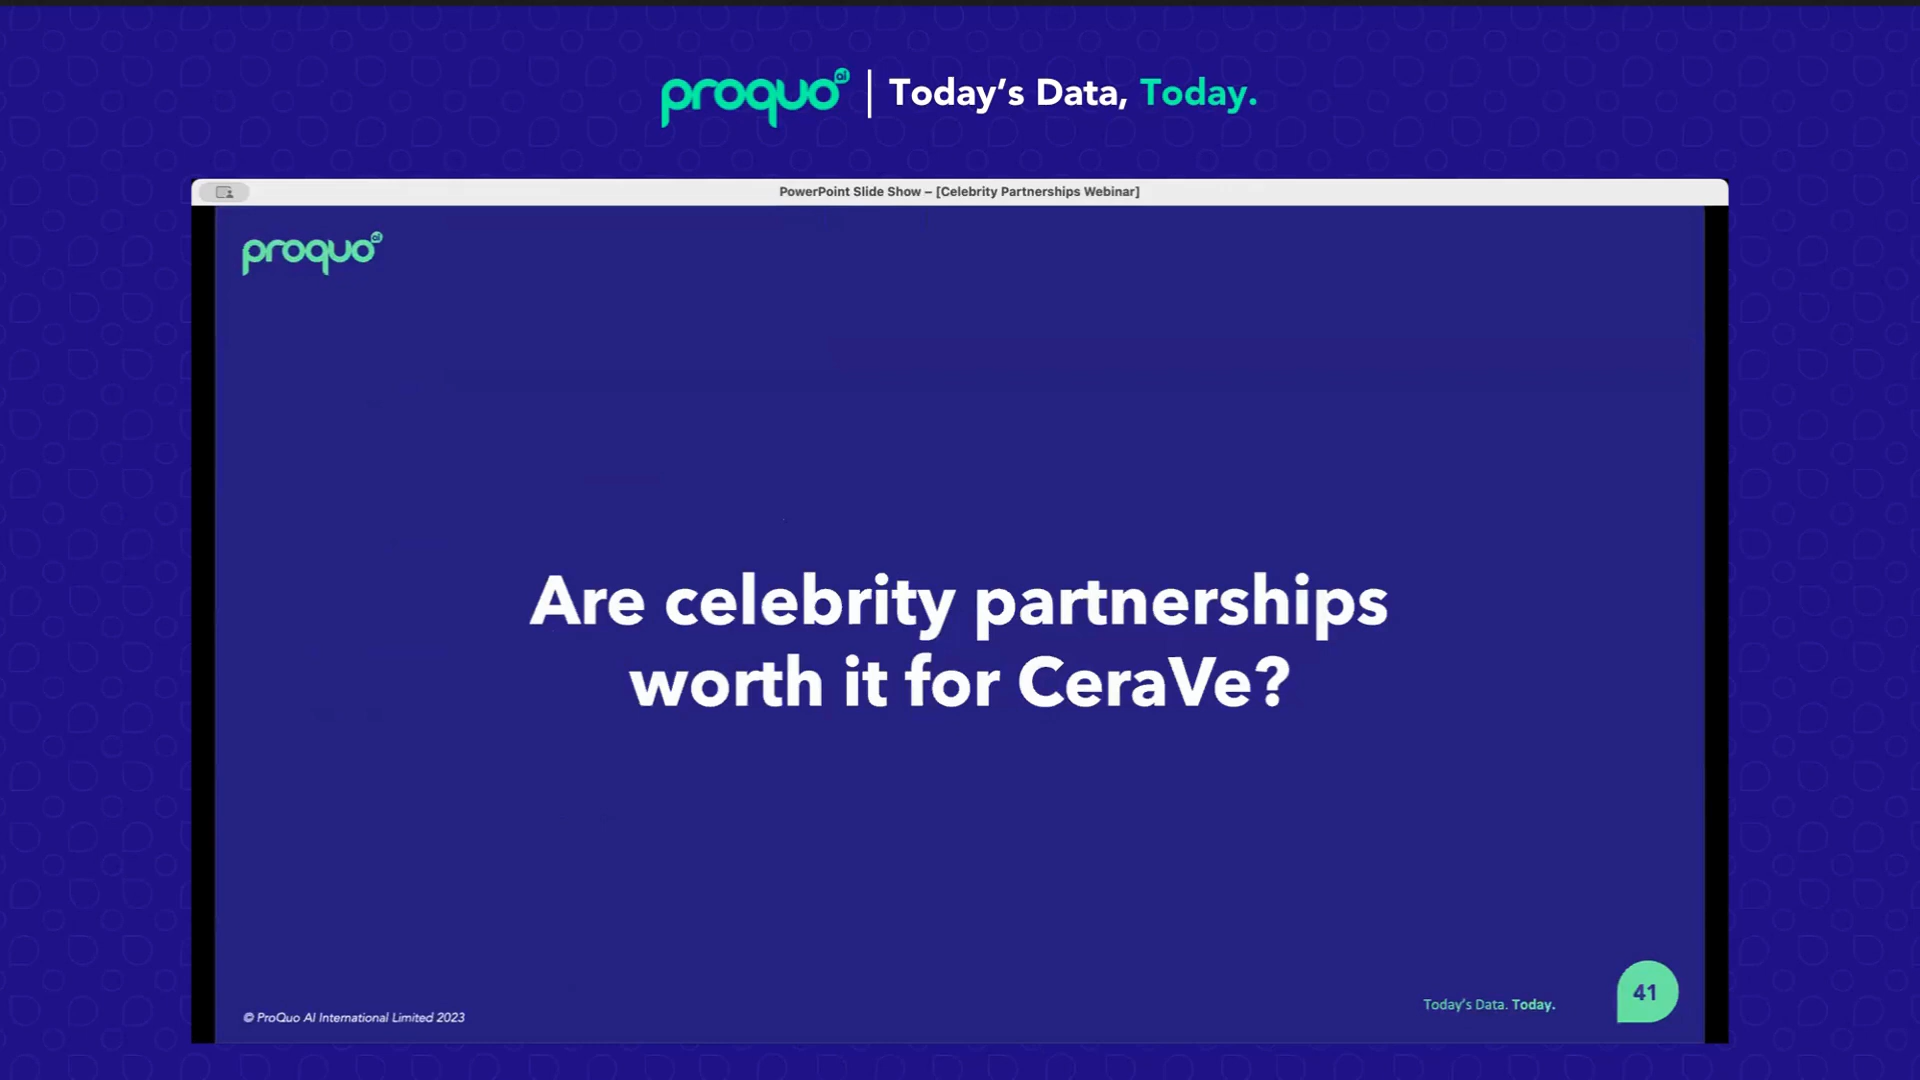 proquo ai | Today's Data, Today.
PowerPoint Slide Show – [Celebrity Partnerships Webinar]
proquo ai
Are celebrity partnerships
worth it for CeraVe?
© ProQuo AI International Limited 2023
Today's Data. Today.
41